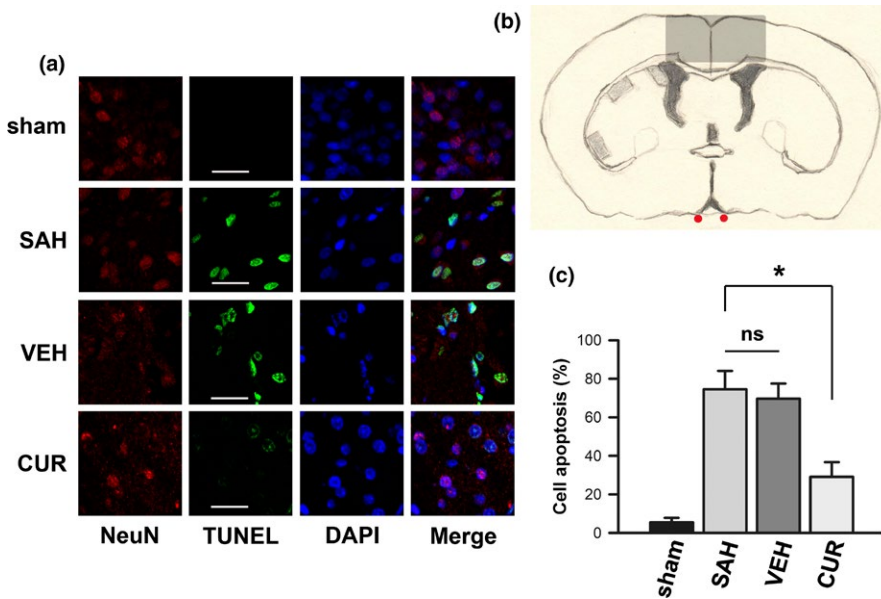 (a)
sham
SAH
VEH
CUR
NeuN TUNEL DAPI Merge
(b)
(c)
*
ns
Cell apoptosis (%)
100
80
60
40
20
0
sham SAH VEH CUR